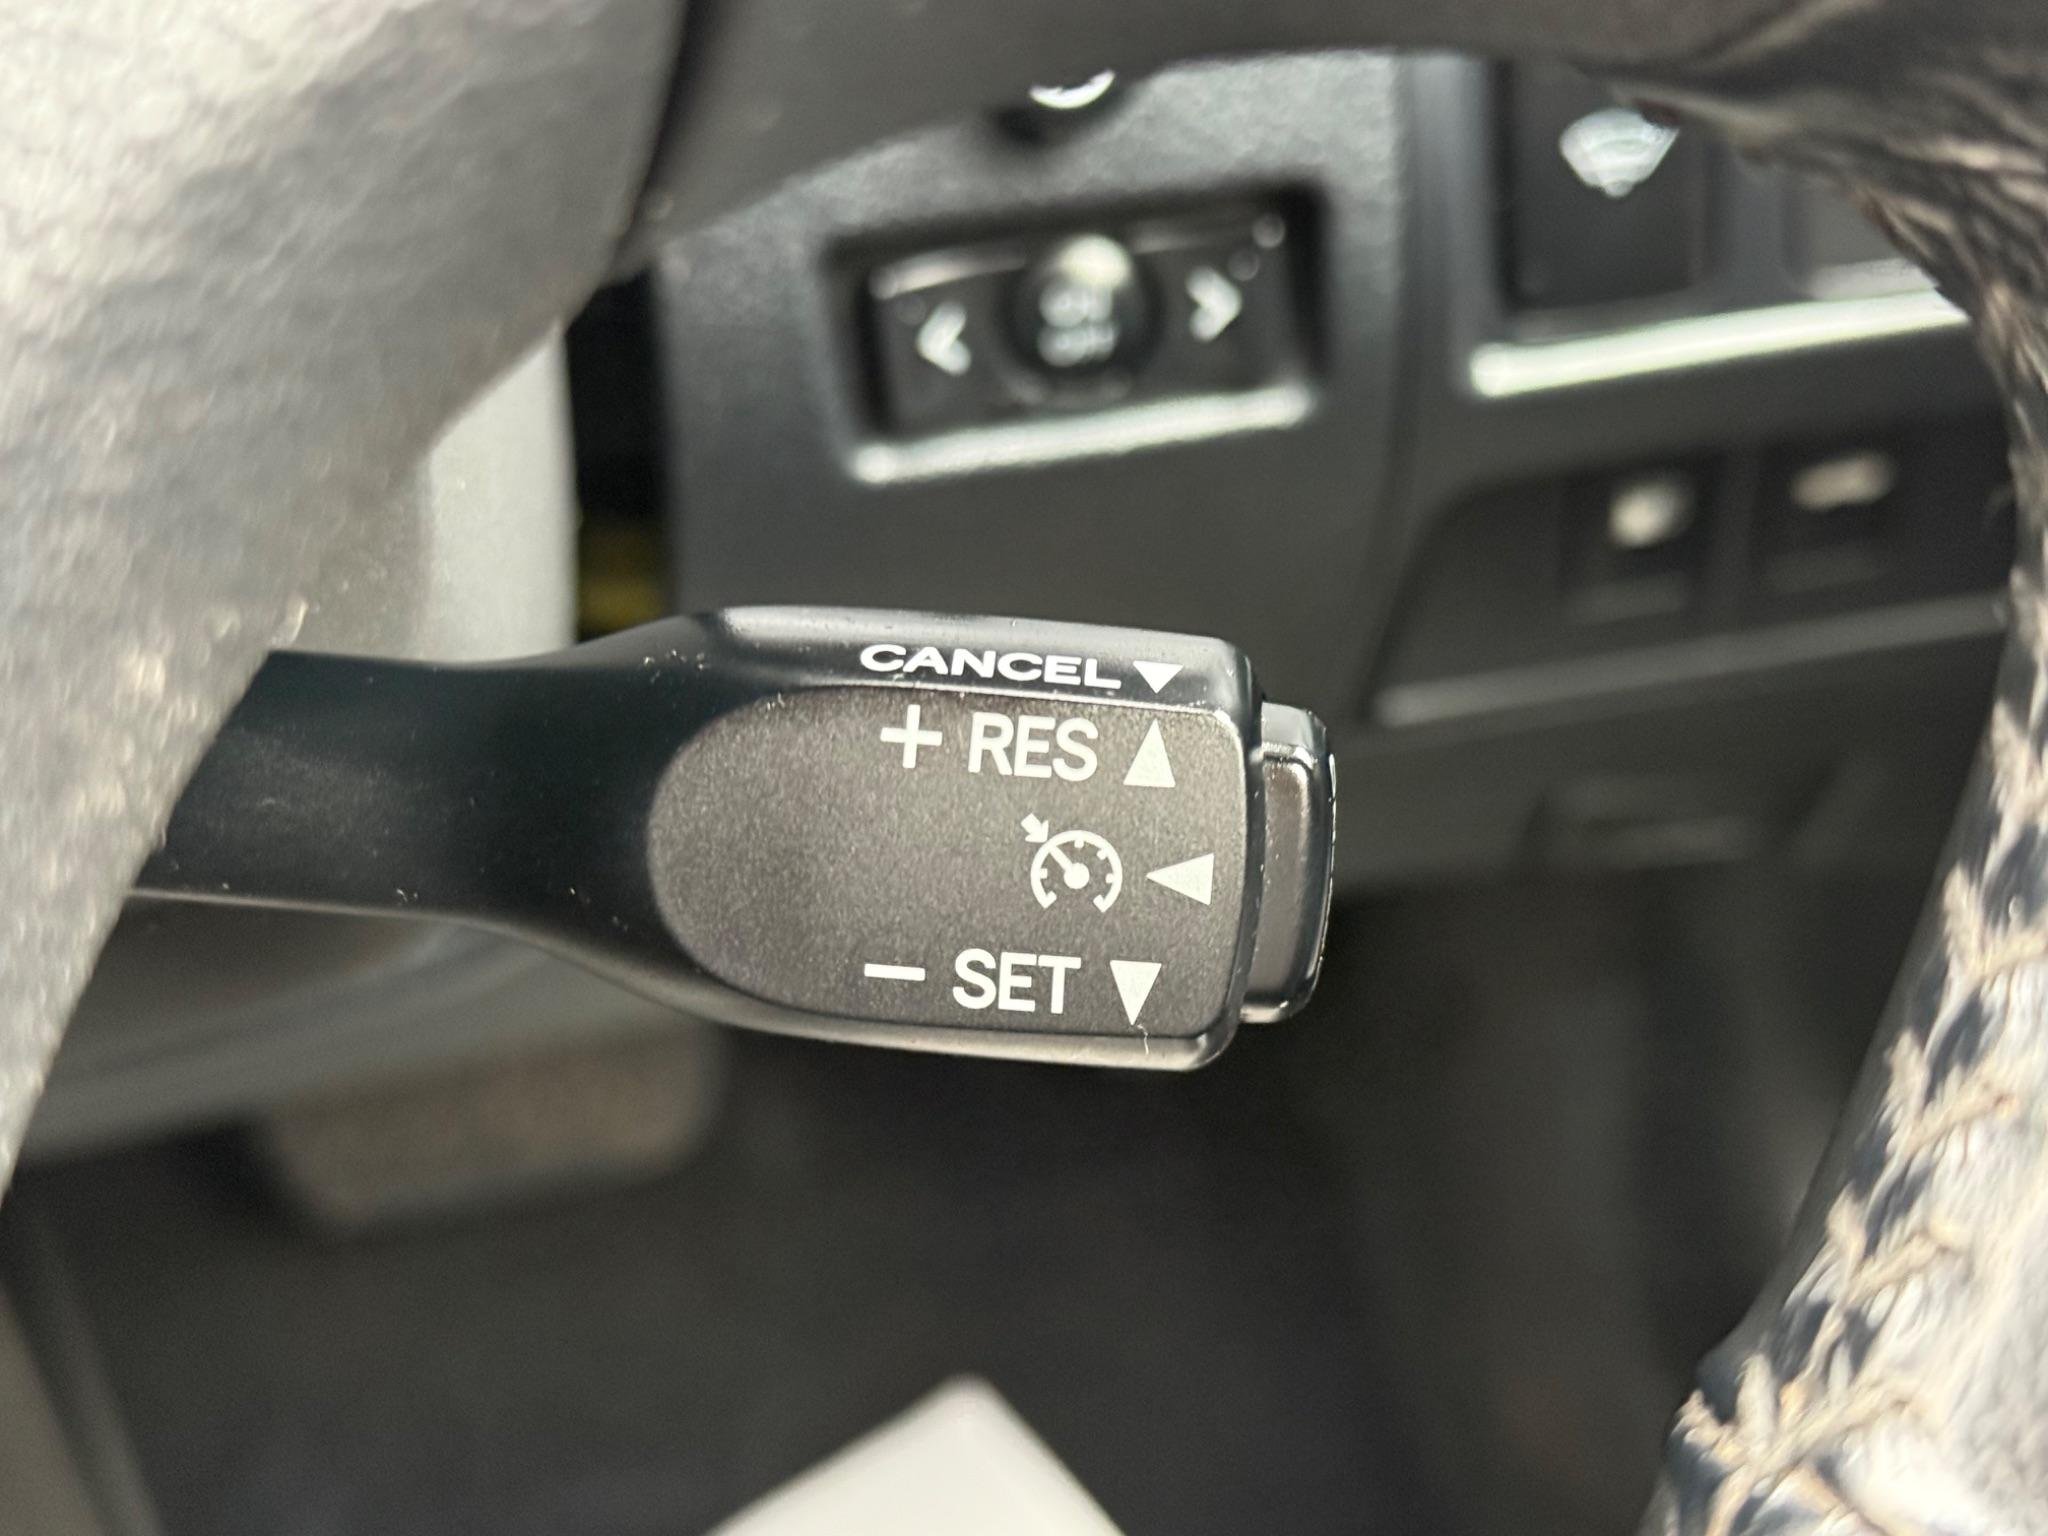 CANCEL
+ RES
- SET